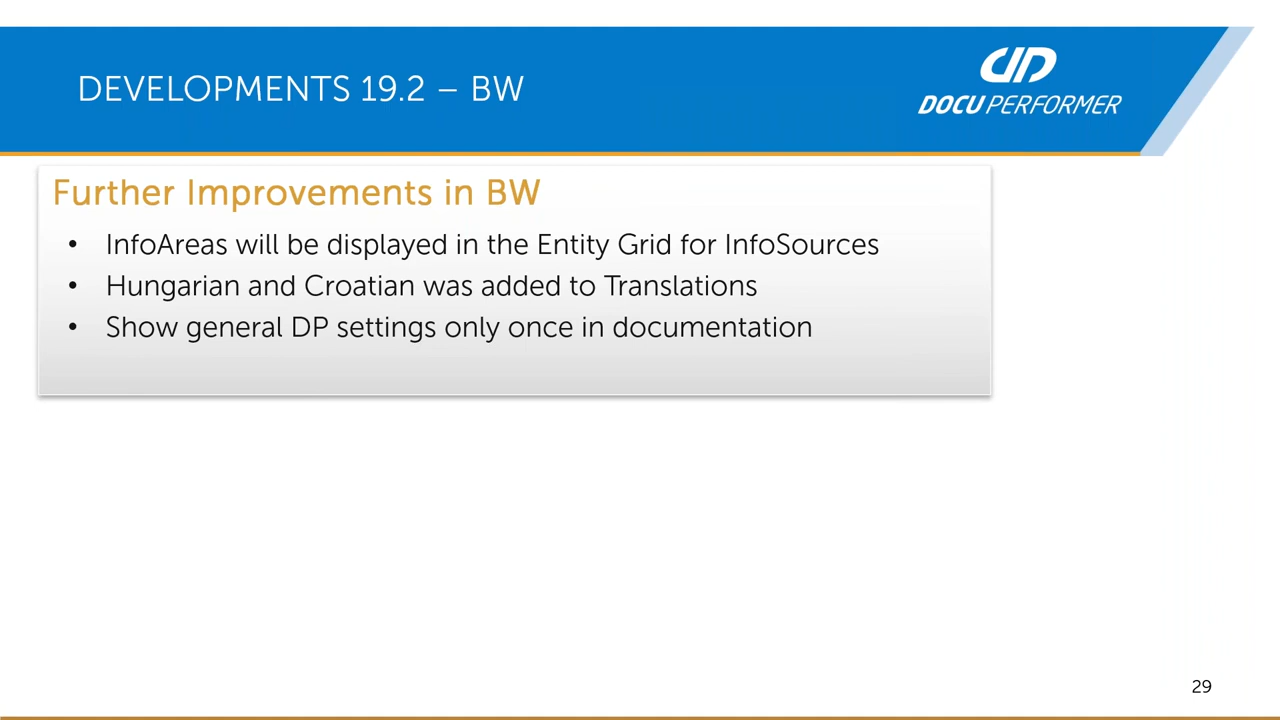 DEVELOPMENTS 19.2 – BW
DOCU PERFORMER
Further Improvements in BW
• InfoAreas will be displayed in the Entity Grid for InfoSources
• Hungarian and Croatian was added to Translations
• Show general DP settings only once in documentation
29